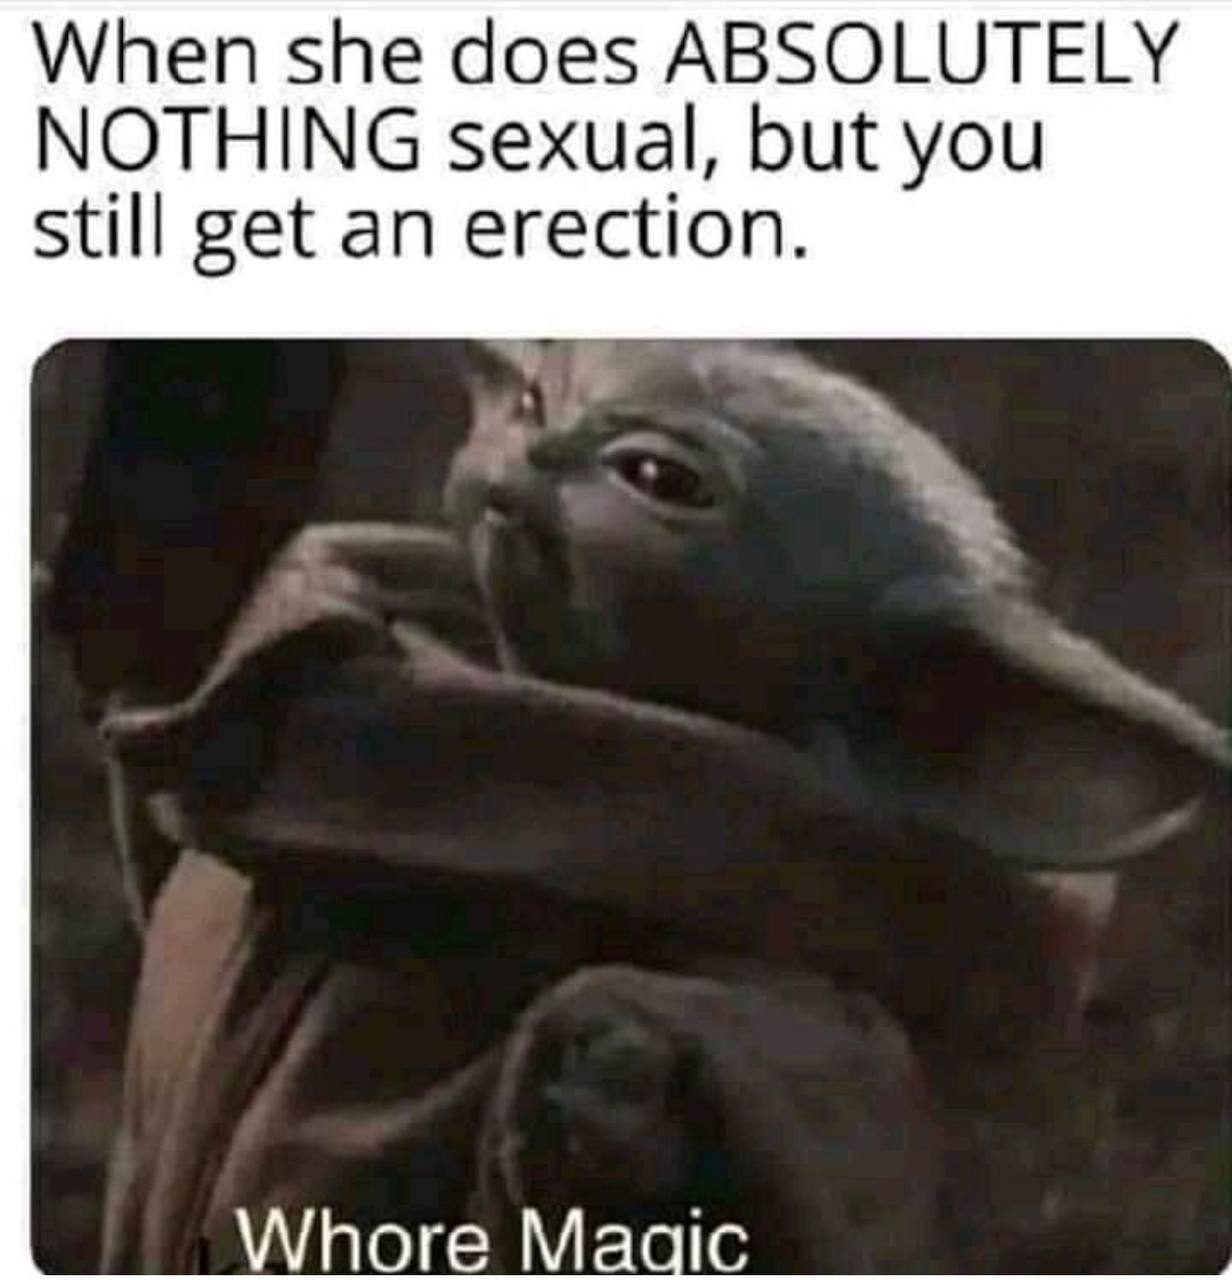 When she does ABSOLUTELY
NOTHING sexual, but you
still get an erection.
Whore Magic